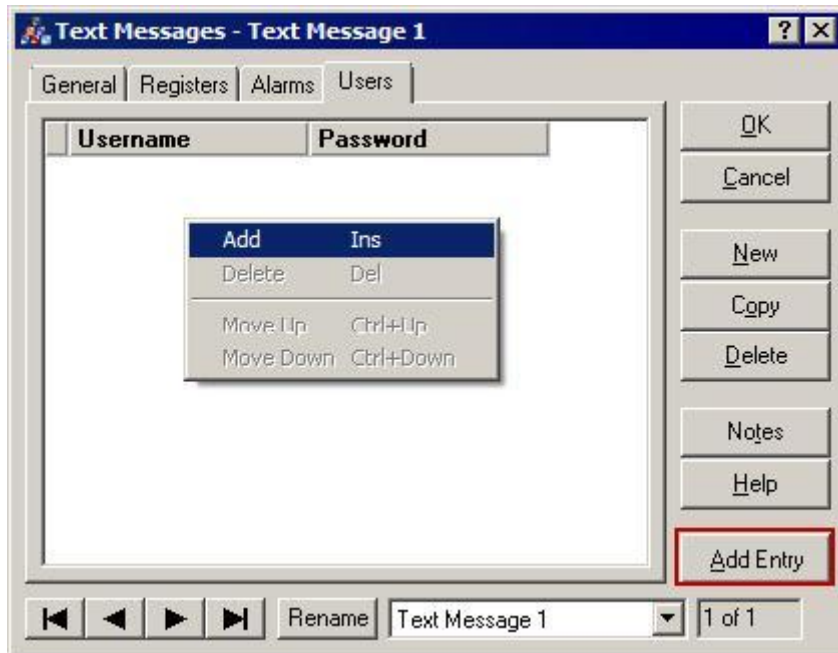 Text Messages - Text Message 1
General Registers Alarms Users
Username Password
Add Ins
Delete Del
Move Up Ctrl+Up
Move Down Ctrl+Down
OK
Cancel
New
Copy
Delete
Notes
Help
Add Entry
Rename Text Message 1 1 of 1